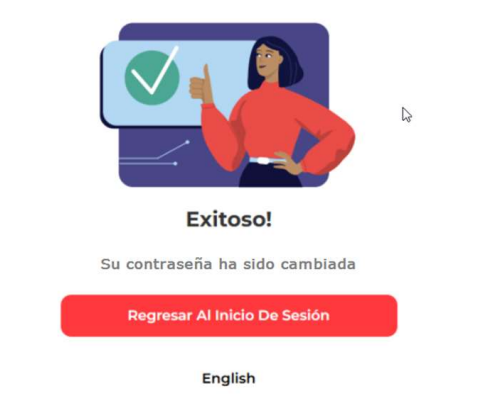 Exitoso!
Su contraseña ha sido cambiada
Regresar Al Inicio De Sesión
English